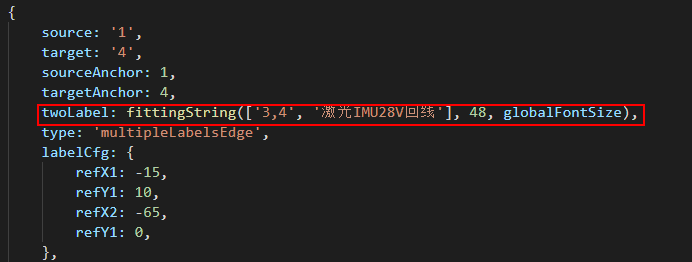 {
source: '1',
target: '4',
sourceAnchor: 1,
targetAnchor: 4,
twoLabel: fittingString(['3,4', '激光IMU28V回线'], 48, globalFontSize),
type: 'multipleLabelsEdge',
labelCfg: {
refX1: -15,
refY1: 10,
refX2: -65,
refY1: 0,
},